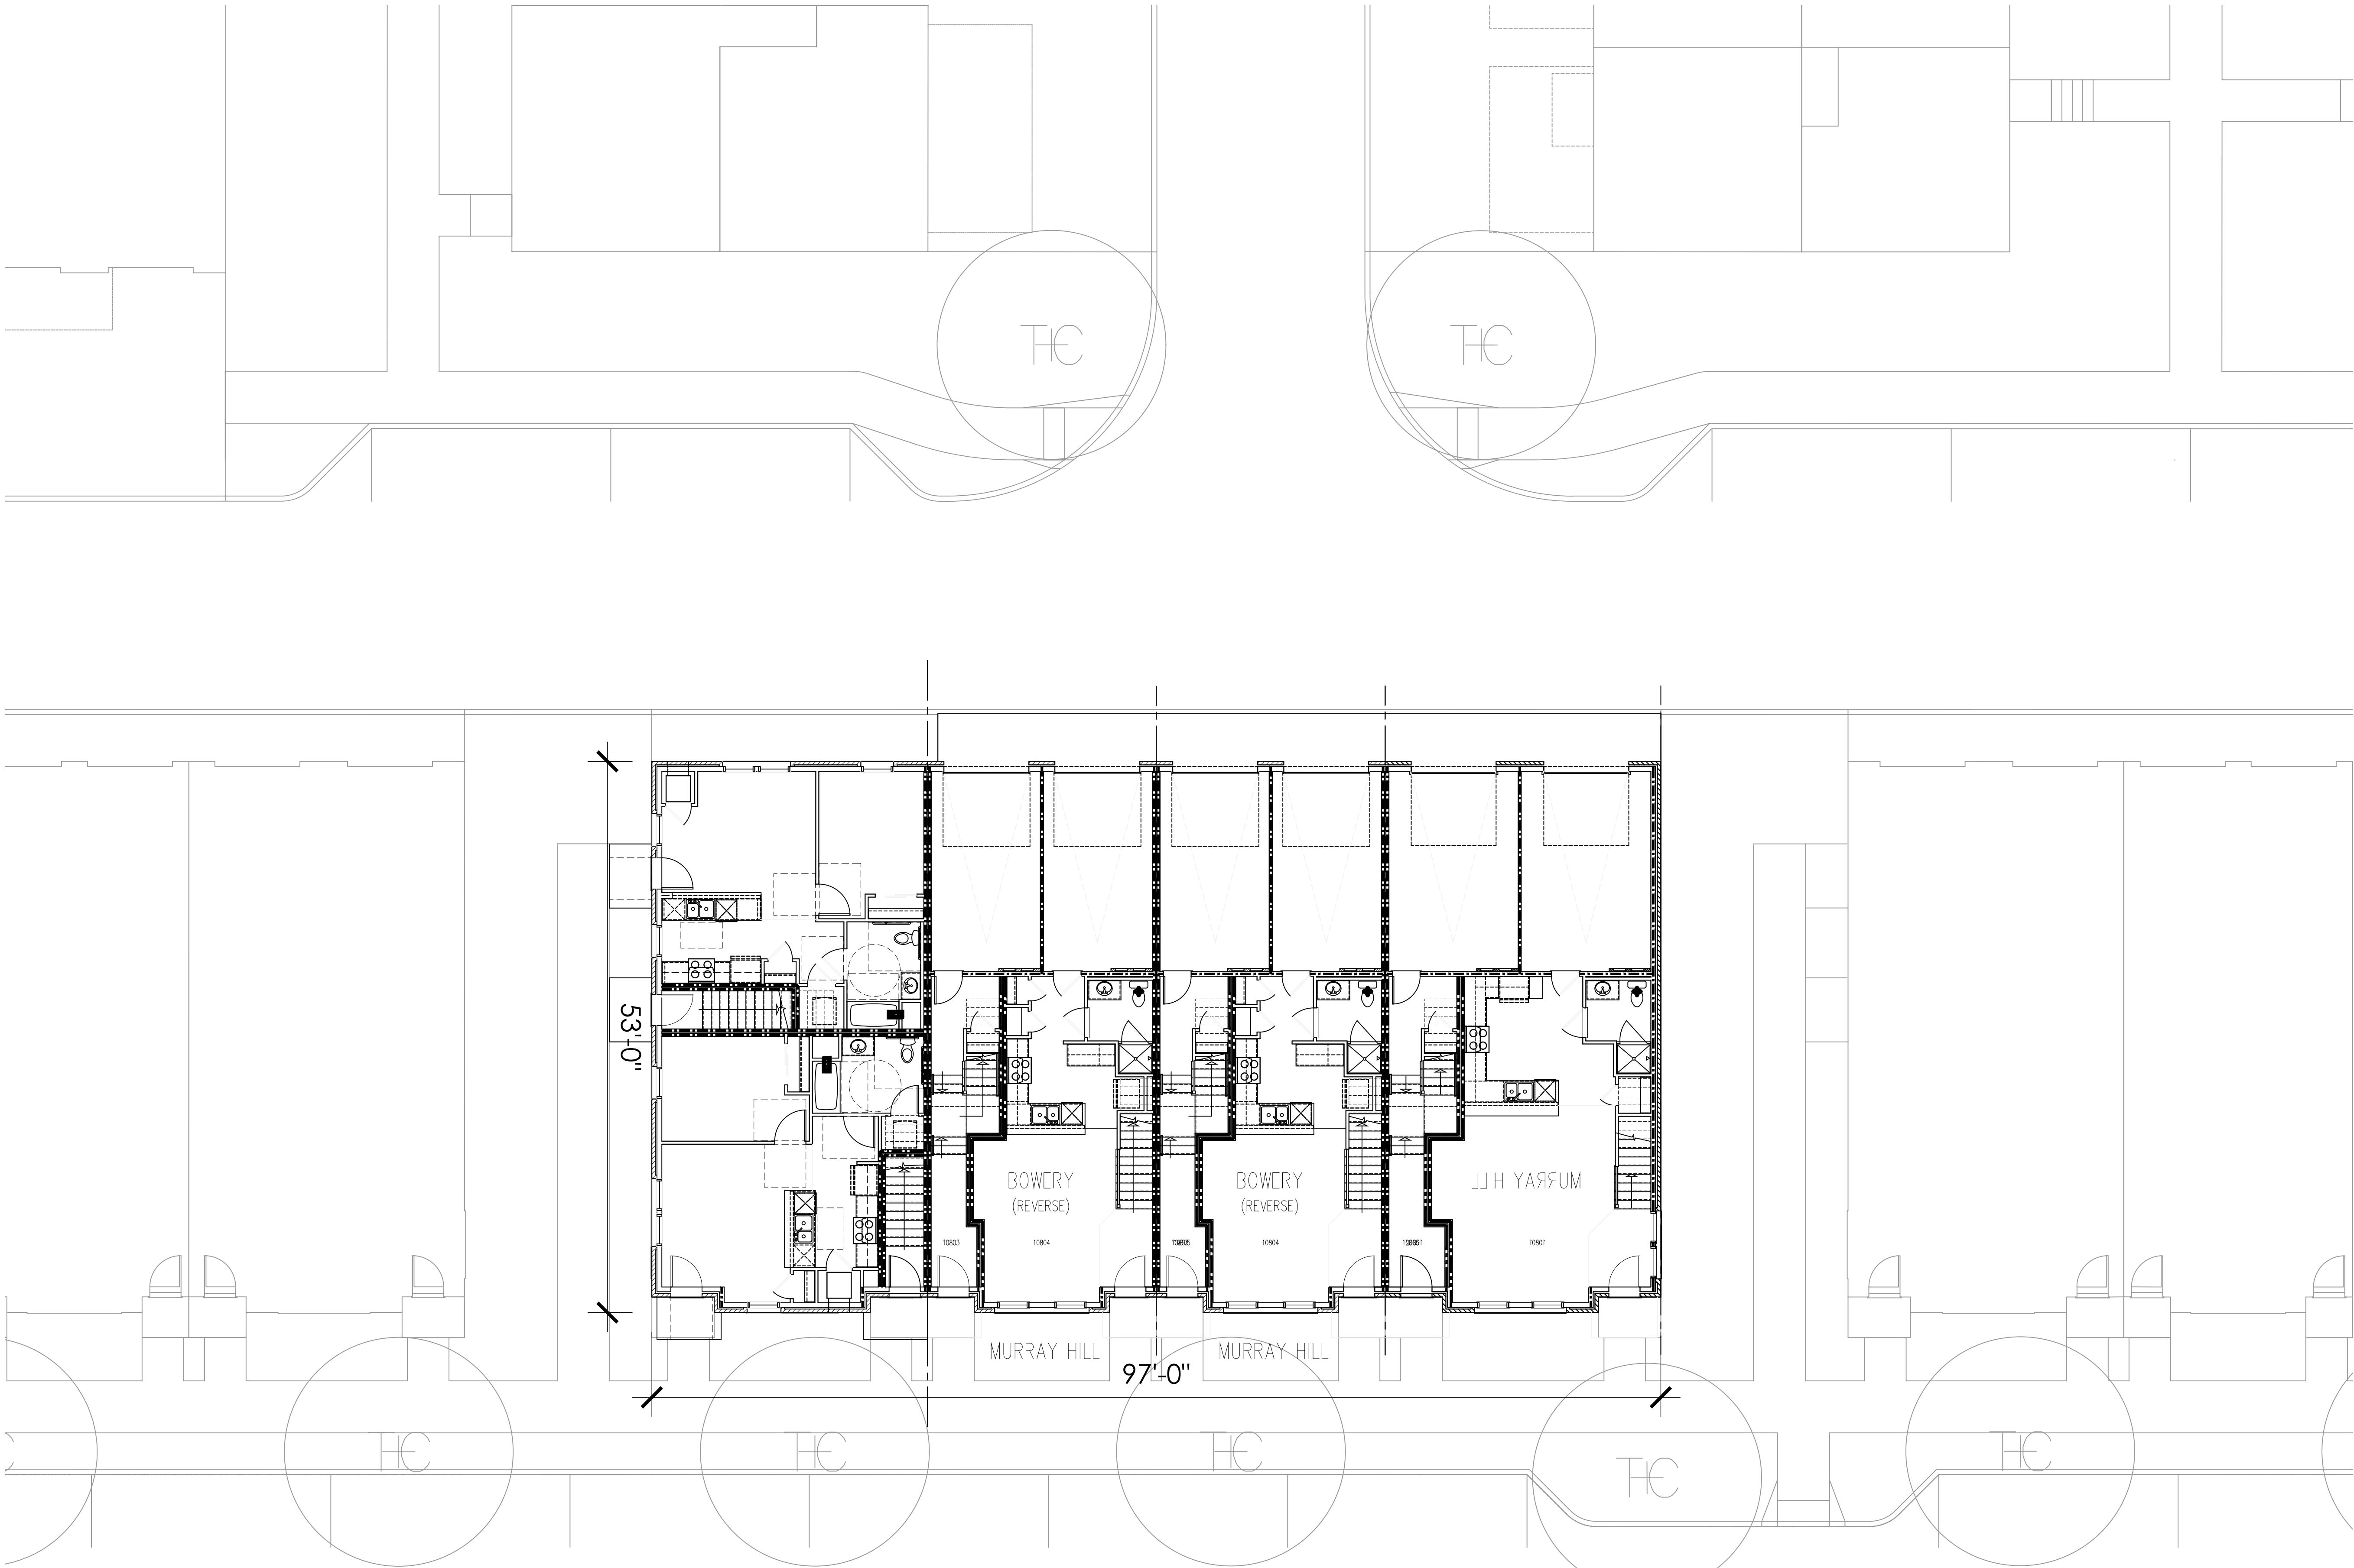 THC
THC
53'-0"
BOWERY
(REVERSE)
BOWERY
(REVERSE)
MURRAY HILL
10803
10804
10804
10801
MURRAY HILL
MURRAY HILL
97'-0"
THC
THC
THC
THC
THC